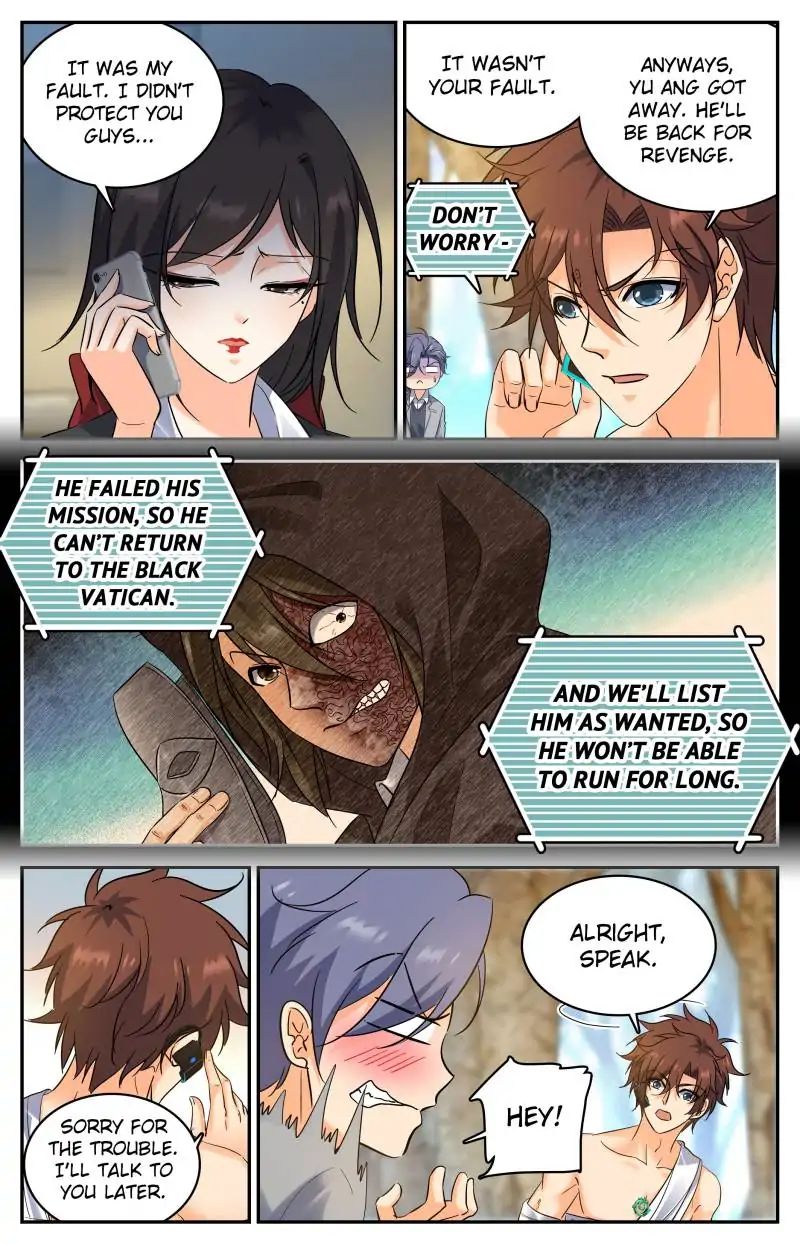 IT WAS MY
FAULT. I DIDN'T
PROTECT YOU
GUYS...
IT WASN'T
YOUR FAULT.
ANYWAYS,
YU ANG GOT
AWAY. HE'LL
BE BACK FOR
REVENGE.
DON'T
WORRY -
HE FAILED HIS
MISSION, SO HE
CAN'T RETURN
TO THE BLACK
VATICAN.
AND WE'LL LIST
HIM AS WANTED, SO
HE WON'T BE ABLE
TO RUN FOR LONG.
SORRY FOR
THE TROUBLE.
I'LL TALK TO
YOU LATER.
HEY!
ALRIGHT,
SPEAK.